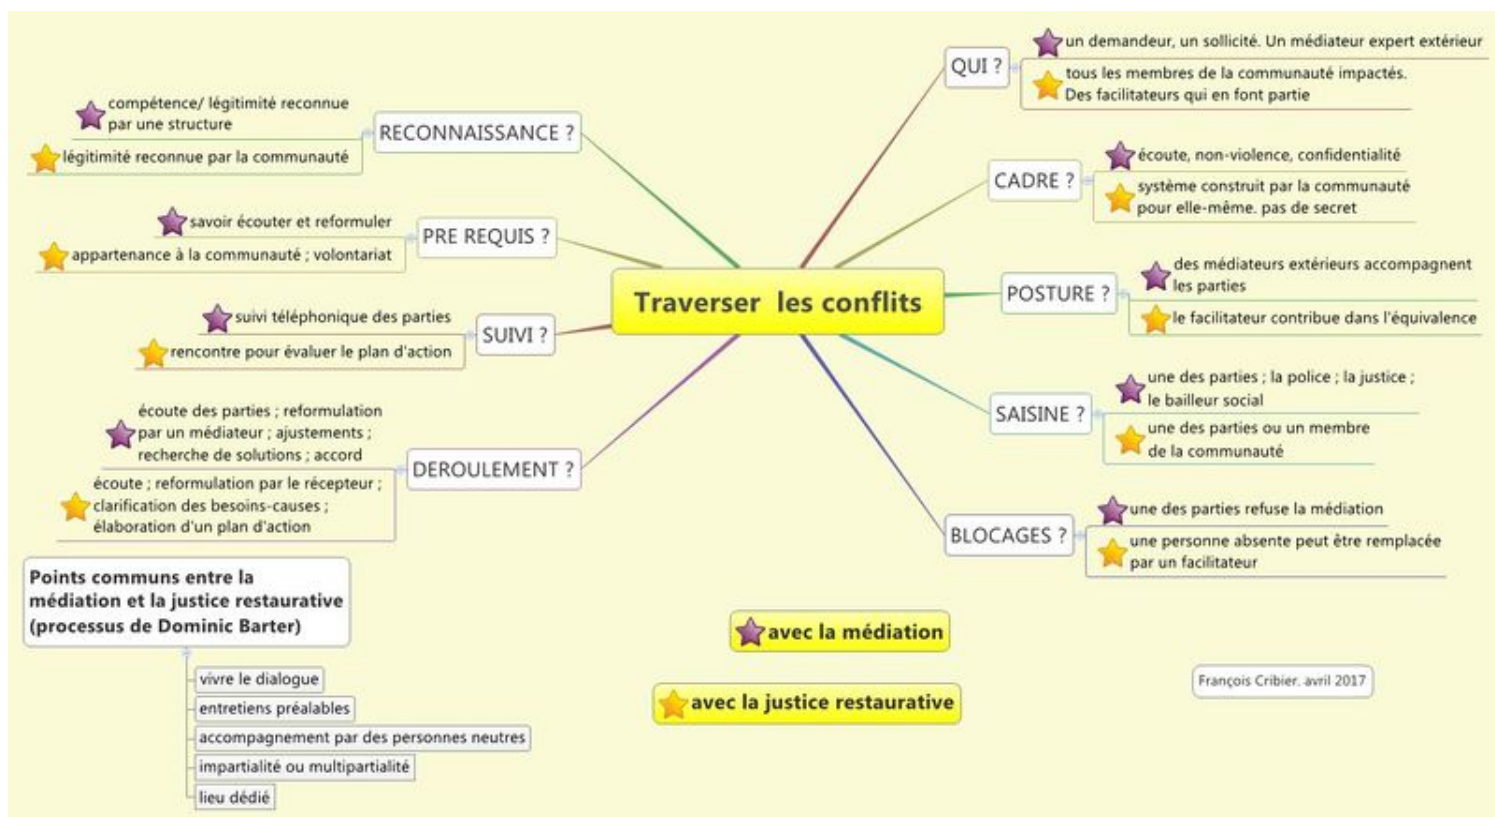 Traverser les conflits
QUI ?
un demandeur, un sollicité. Un médiateur expert extérieur
tous les membres de la communauté impactés.
Des facilitateurs qui en font partie
CADRE ?
écoute, non-violence, confidentialité
système construit par la communauté
pour elle-même. pas de secret
POSTURE ?
des médiateurs extérieurs accompagnent
les parties
le facilitateur contribue dans l'équivalence
SAISINE ?
une des parties ; la police ; la justice ;
le bailleur social
une des parties ou un membre
de la communauté
BLOCAGES ?
une des parties refuse la médiation
une personne absente peut être remplacée
par un facilitateur
RECONNAISSANCE ?
compétence/ légitimité reconnue
par une structure
légitimité reconnue par la communauté
PRE REQUIS ?
savoir écouter et reformuler
appartenance à la communauté ; volontariat
SUIVI ?
suivi téléphonique des parties
rencontre pour évaluer le plan d'action
DEROULEMENT ?
écoute des parties ; reformulation
par un médiateur ; ajustements ;
recherche de solutions ; accord
écoute ; reformulation par le récepteur ;
clarification des besoins-causes ;
élaboration d'un plan d'action
Points communs entre la
médiation et la justice restaurative
(processus de Dominic Barter)
vivre le dialogue
entretiens préalables
accompagnement par des personnes neutres
impartialité ou multipartialité
lieu dédié
avec la médiation
avec la justice restaurative
François Cribier. avril 2017